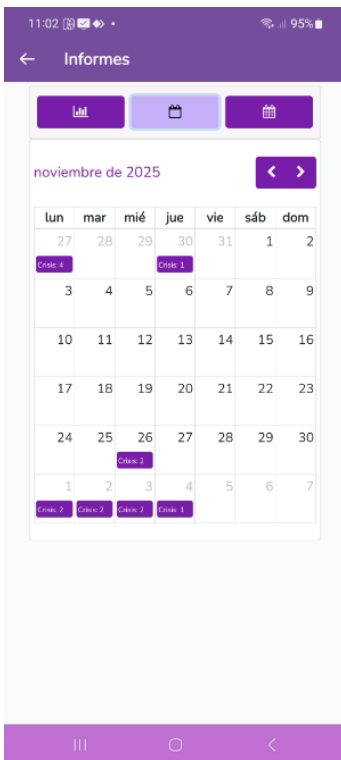 11:02 95%
Informes
noviembre de 2025
lun mar mié jue vie sáb dom
27 28 29 30 31 1 2
Crisis: 4 Crisis: 1
3 4 5 6 7 8 9
10 11 12 13 14 15 16
17 18 19 20 21 22 23
24 25 26 27 28 29 30
Crisis: 2
1 2 3 4 5 6 7
Crisis: 2 Crisis: 2 Crisis: 2 Crisis: 1